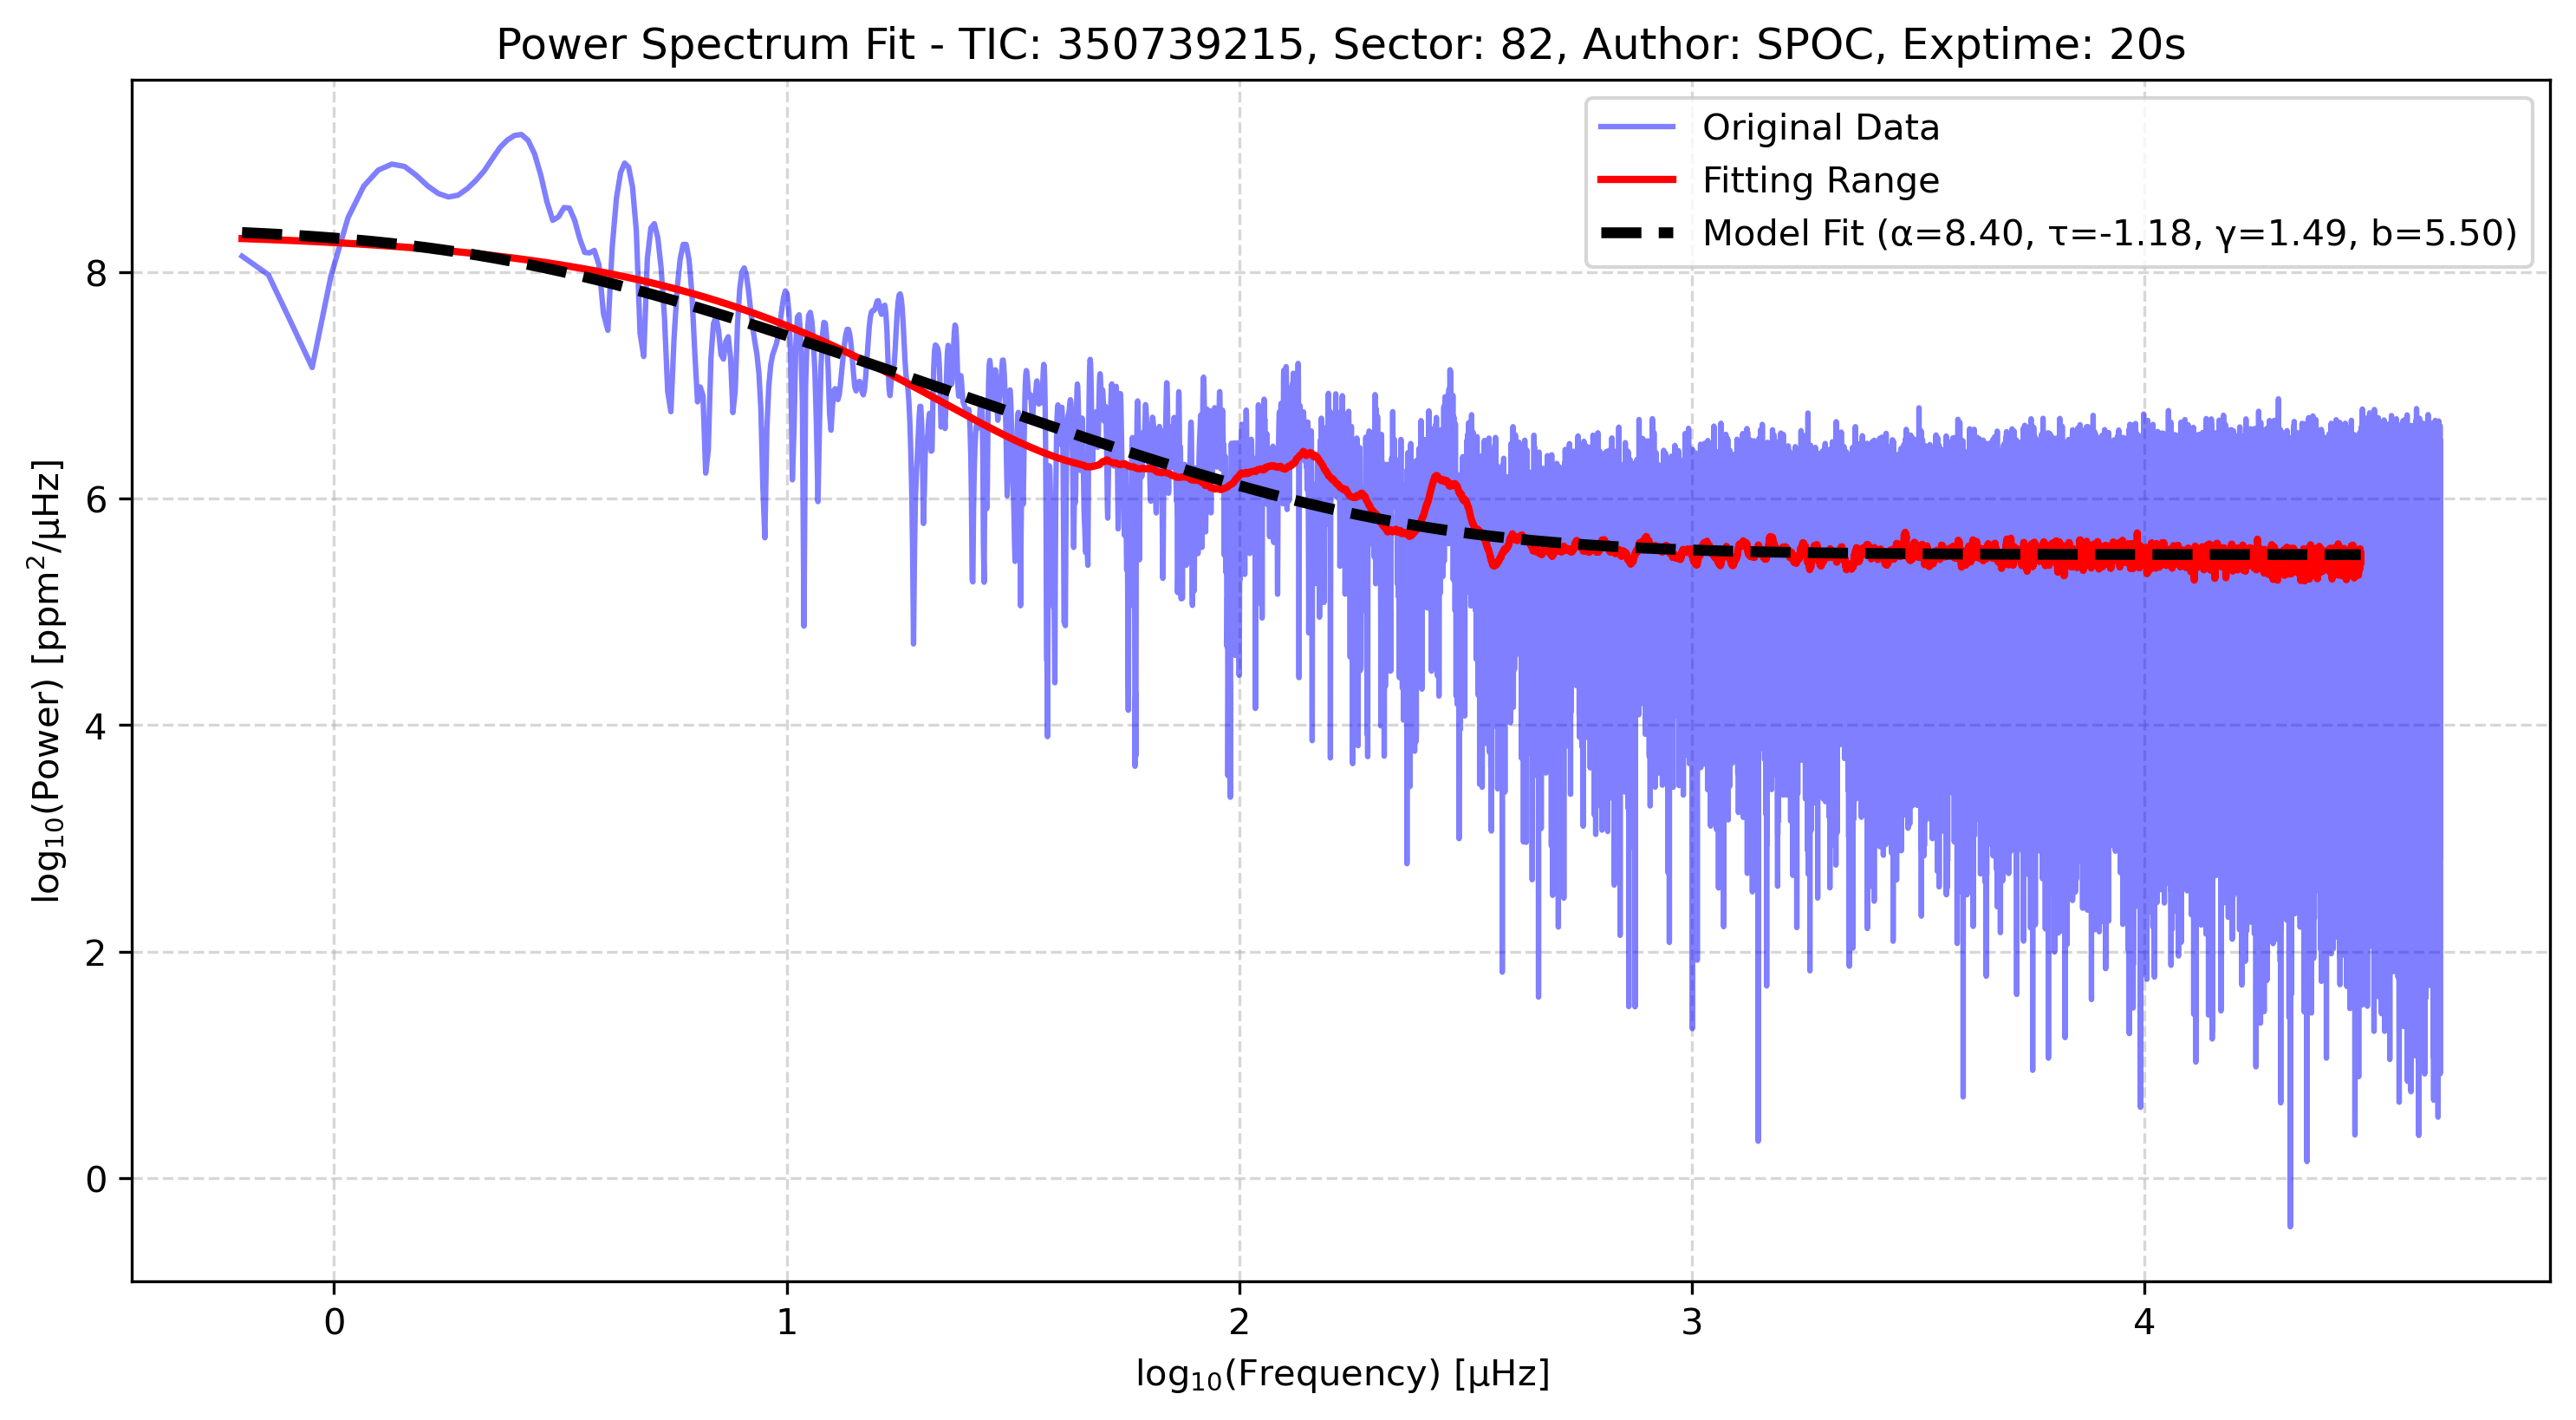 Power Spectrum Fit - TIC: 350739215, Sector: 82, Author: SPOC, Exptime: 20s
Original Data
Fitting Range
Model Fit (α=8.40, τ=-1.18, γ=1.49, b=5.50)
log₁₀(Power) [ppm²/μHz]
8
6
4
2
0
0 1 2 3 4
log₁₀(Frequency) [μHz]